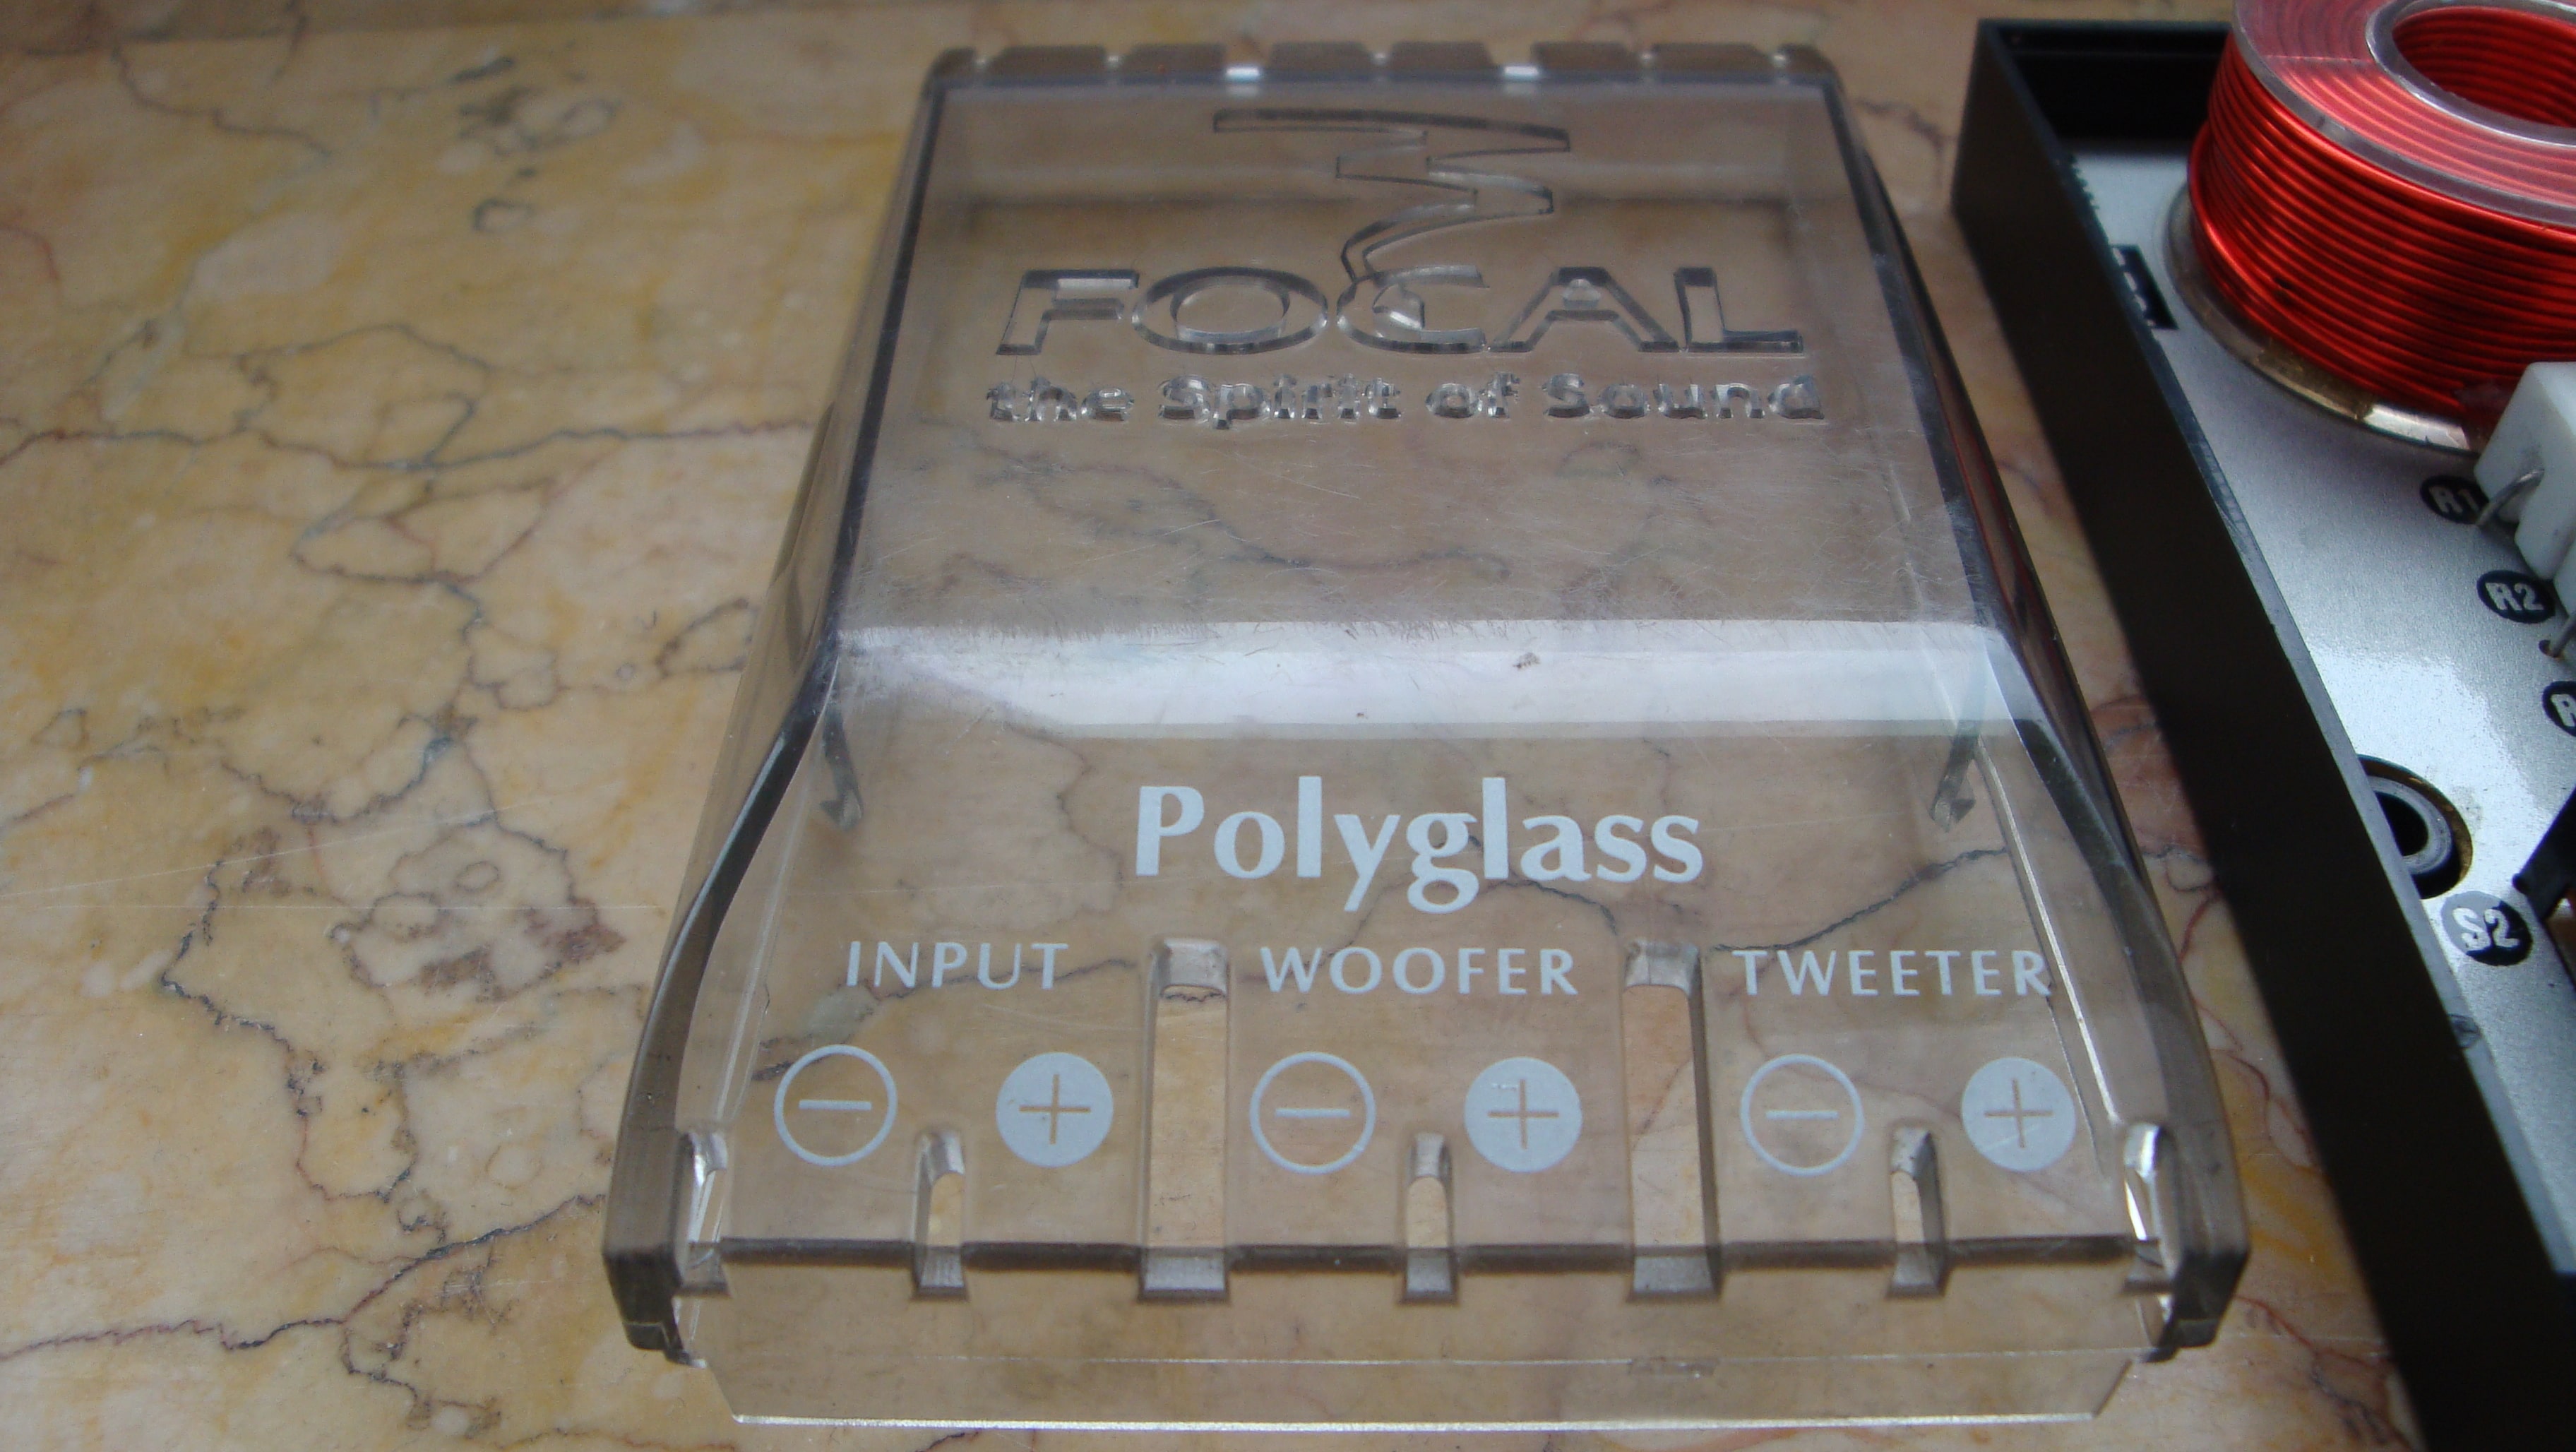 FOCAL
the Spirit of Sound
Polyglass
INPUT WOOFER TWEETER
− + − + − +
R1
R2
S2